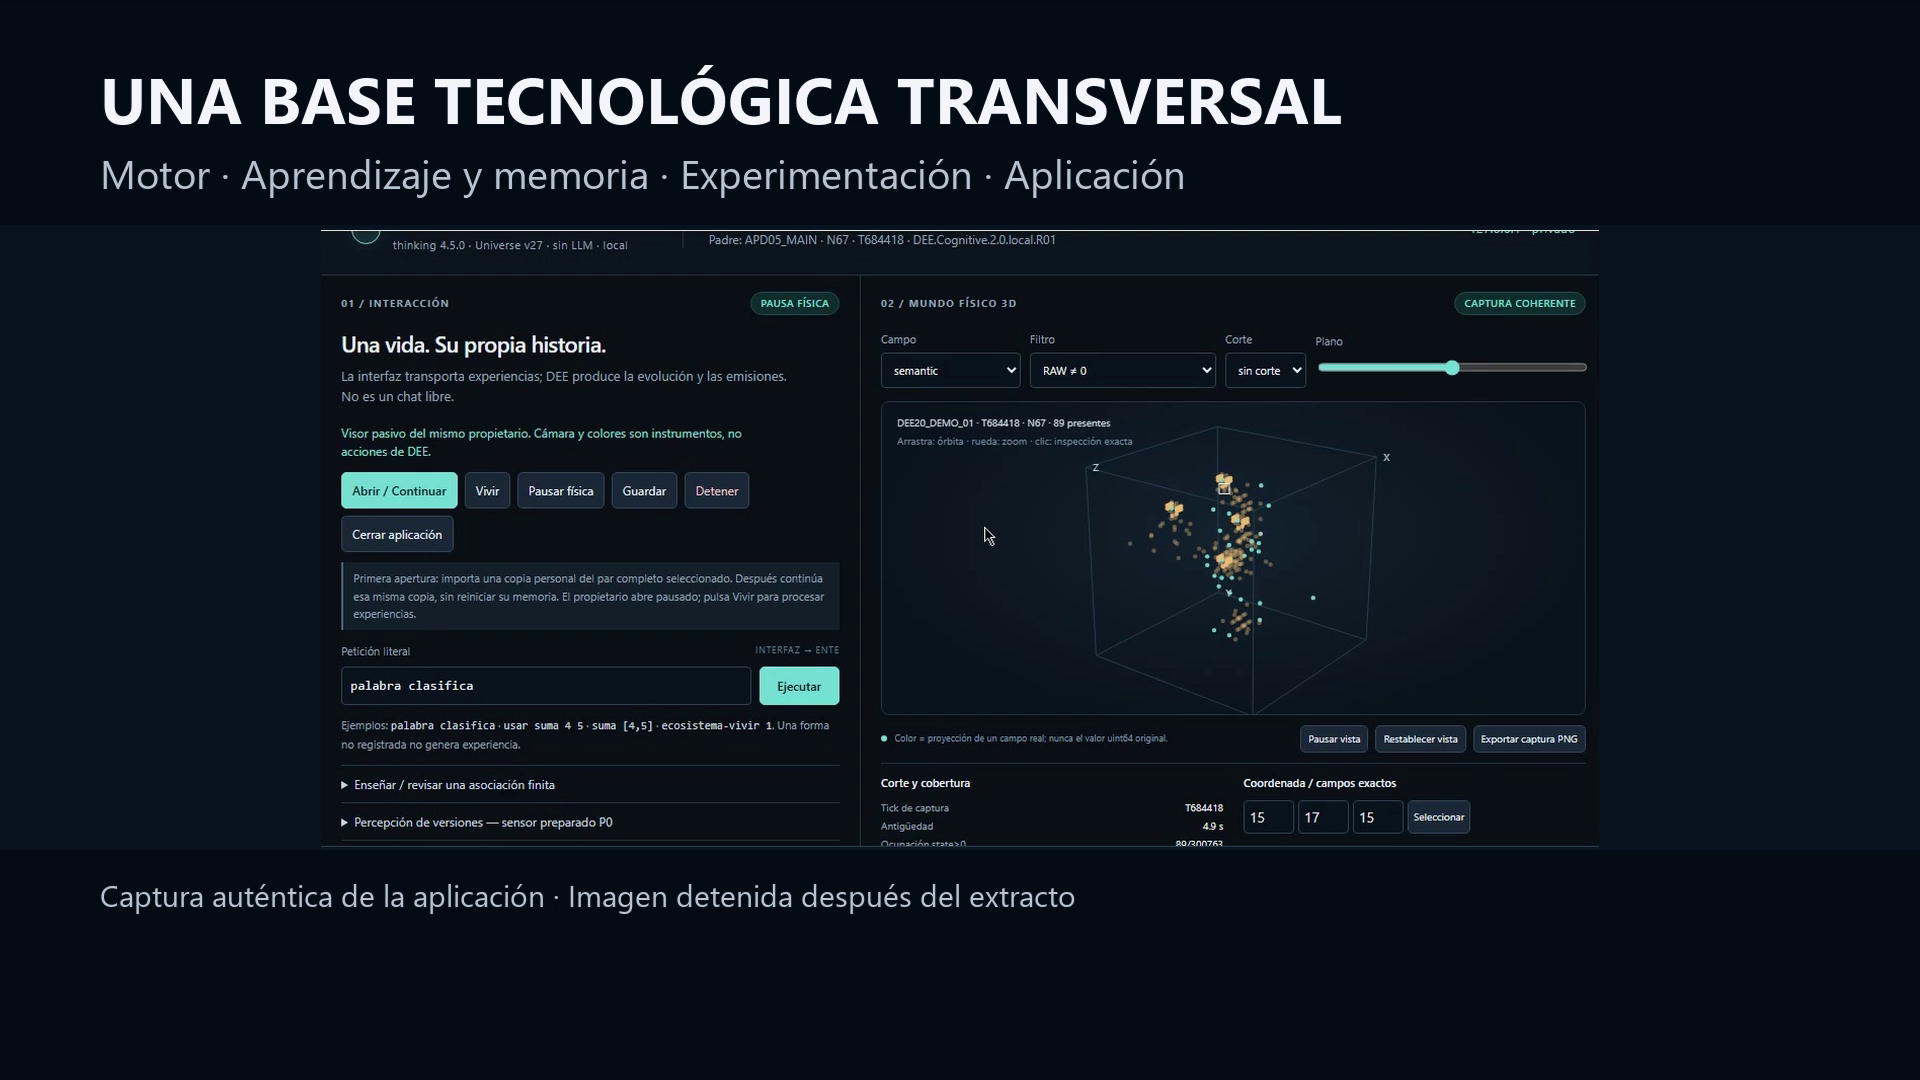 UNA BASE TECNOLÓGICA TRANSVERSAL
Motor · Aprendizaje y memoria · Experimentación · Aplicación
thinking 4.5.0 · Universe v27 · sin LLM · local
Padre: APD05_MAIN · N67 · T684418 · DEE.Cognitive.2.0.local.R01
01 / INTERACCIÓN
PAUSA FÍSICA
Una vida. Su propia historia.
La interfaz transporta experiencias; DEE produce la evolución y las emisiones.
No es un chat libre.
Visor pasivo del mismo propietario. Cámara y colores son instrumentos, no
acciones de DEE.
Abrir / Continuar
Vivir
Pausar física
Guardar
Detener
Cerrar aplicación
Primera apertura: importa una copia personal del par completo seleccionado. Después continúa
esa misma copia, sin reiniciar su memoria. El propietario abre pausado; pulsa Vivir para procesar
experiencias.
Petición literal
INTERFAZ → ENTE
palabra clasifica
Ejecutar
Ejemplos: palabra clasifica · usar suma 4 5 · suma [4,5] · ecosistema-vivir 1. Una forma
no registrada no genera experiencia.
▶ Enseñar / revisar una asociación finita
▶ Percepción de versiones — sensor preparado P0
02 / MUNDO FÍSICO 3D
CAPTURA COHERENTE
Campo
Filtro
Corte
Plano
semantic
RAW ≠ 0
sin corte
DEE20_DEMO_01 · T684418 · N67 · 89 presentes
Arrastra: órbita · rueda: zoom · clic: inspección exacta
Z
X
Y
Color = proyección de un campo real; nunca el valor uint64 original.
Pausar vista
Restablecer vista
Exportar captura PNG
Corte y cobertura
Tick de captura
T684418
Antigüedad
4.9 s
Ocupación state>0
89/300763
Coordenada / campos exactos
15
17
15
Seleccionar
Captura auténtica de la aplicación · Imagen detenida después del extracto